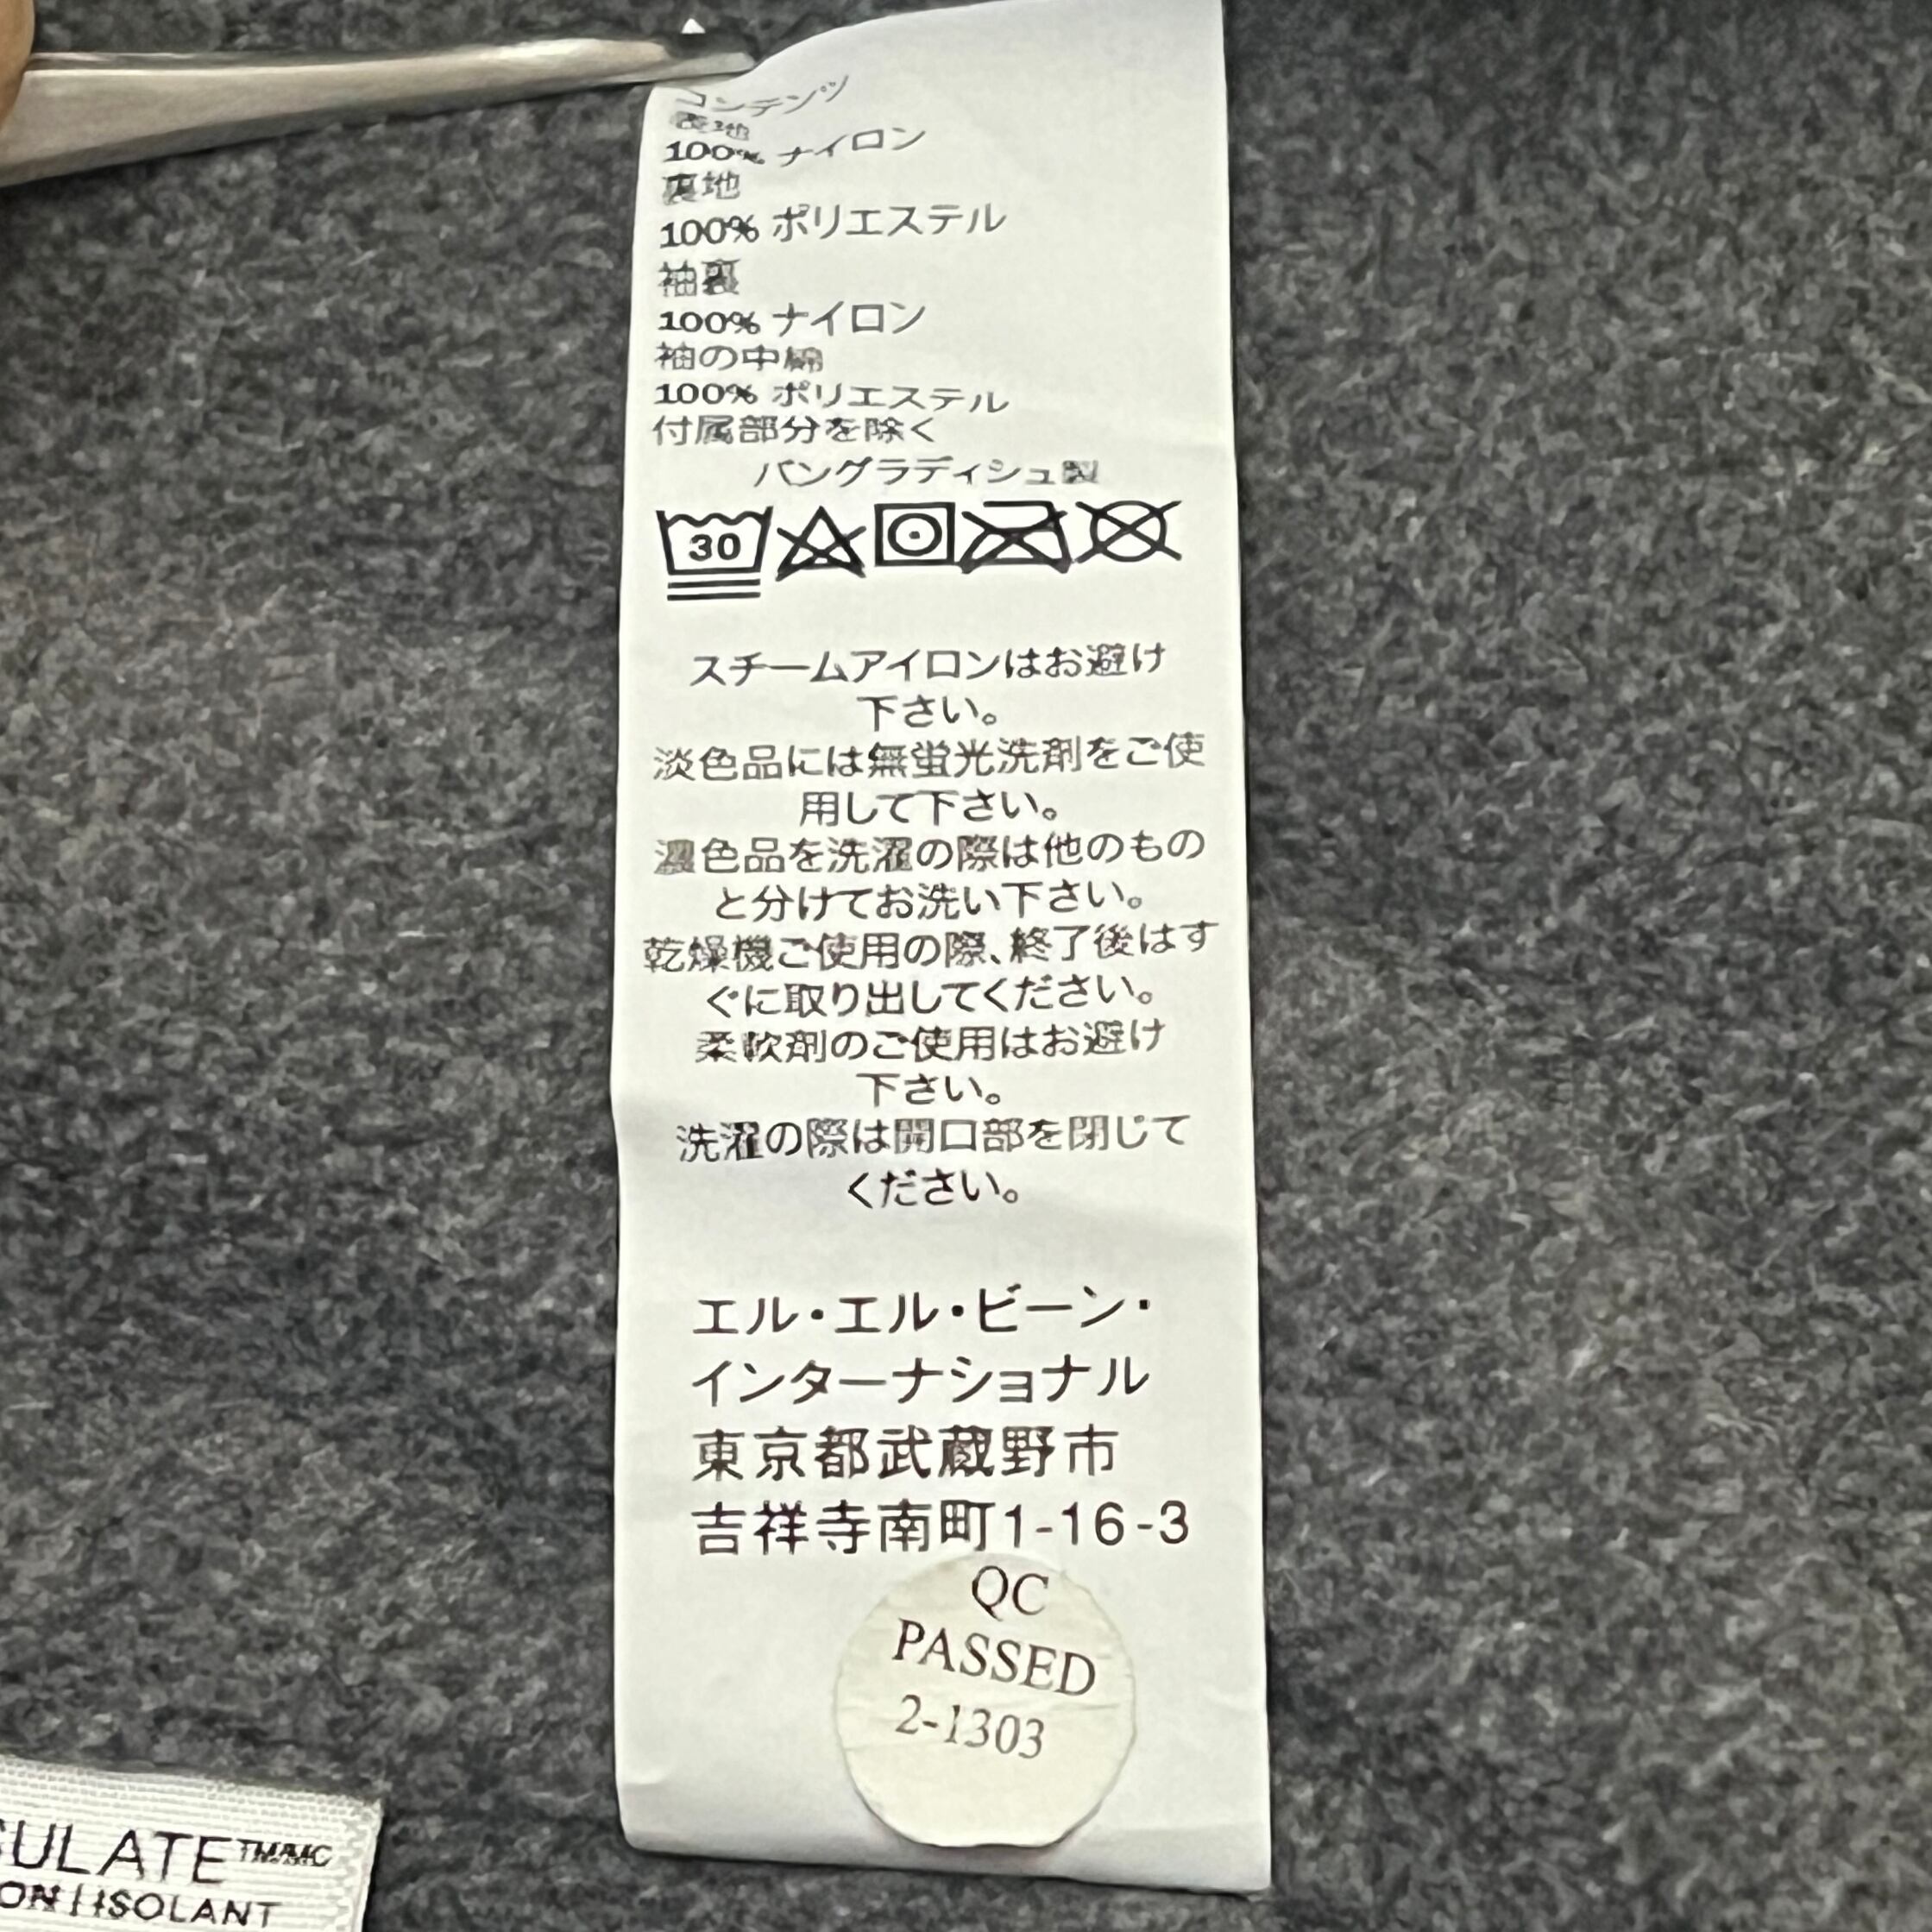 コンテンツ
表地
100% ナイロン
裏地
100% ポリエステル
袖裏
100% ナイロン
袖の中綿
100% ポリエステル
付属部分を除く
バングラディシュ製
30
スチームアイロンはお避け
下さい。
淡色品には無蛍光洗剤をご使
用して下さい。
濃色品を洗濯の際は他のもの
と分けてお洗い下さい。
乾燥機ご使用の際、終了後はす
ぐに取り出してください。
柔軟剤のご使用はお避け
下さい。
洗濯の際は開口部を閉じて
ください。
エル・エル・ビーン・
インターナショナル
東京都武蔵野市
吉祥寺南町1-16-3
QC
PASSED
2-1303
SULATE™/MC
ON | ISOLANT